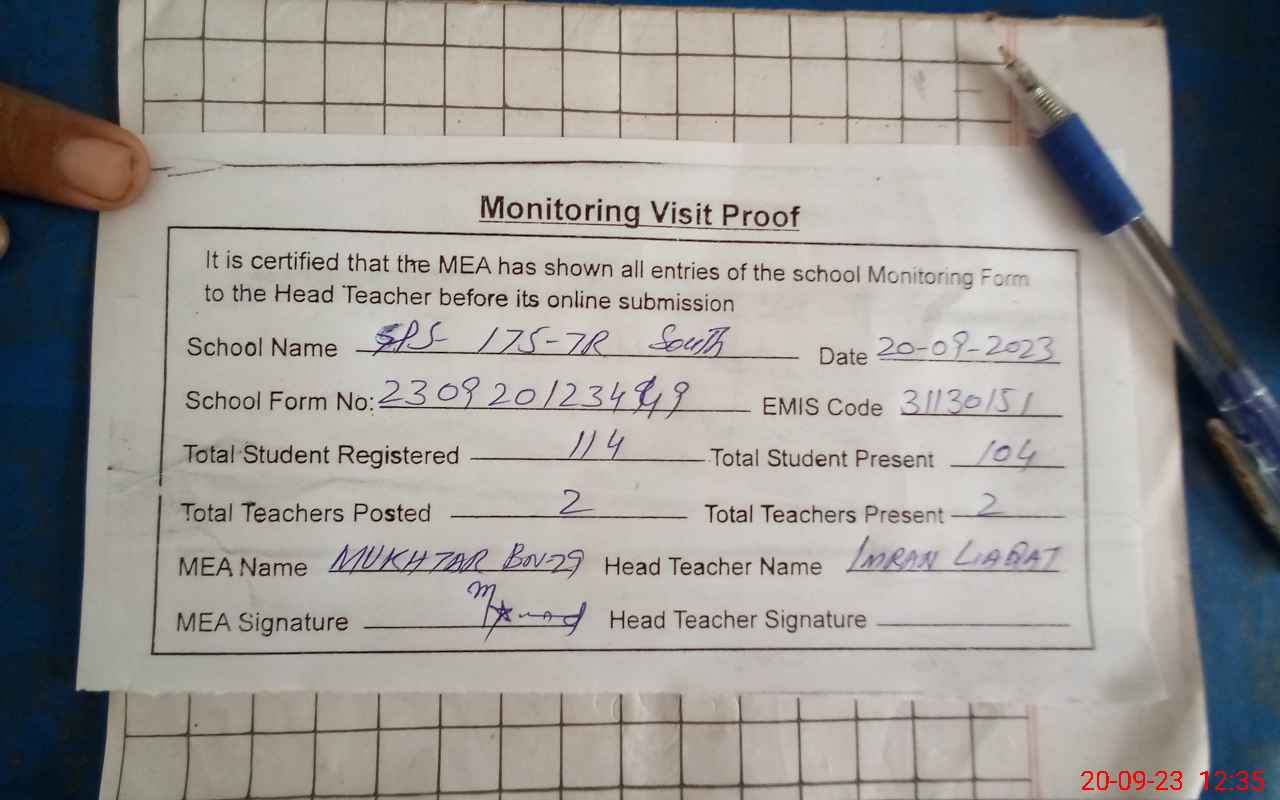 Monitoring Visit Proof
It is certified that the MEA has shown all entries of the school Monitoring Form
to the Head Teacher before its online submission
School Name GPS 175-7R South Date 20-09-2023
School Form No: 230920123449 EMIS Code 31130151
Total Student Registered 114 Total Student Present 104
Total Teachers Posted 2 Total Teachers Present 2
MEA Name MUKHTAR BN-29 Head Teacher Name IMRAN LIAQAT
MEA Signature Head Teacher Signature
20-09-23 12:35